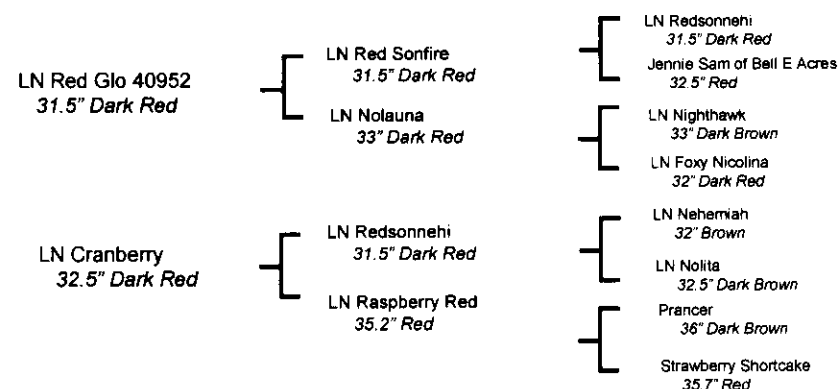 LN Red Glo 40952
31.5" Dark Red
LN Red Sonfire
31.5" Dark Red
LN Nolauna
33" Dark Red
LN Redsonnehi
31.5" Dark Red
Jennie Sam of Bell E Acres
32.5" Red
LN Nighthawk
33" Dark Brown
LN Foxy Nicolina
32" Dark Red
LN Cranberry
32.5" Dark Red
LN Redsonnehi
31.5" Dark Red
LN Raspberry Red
35.2" Red
LN Nehemiah
32" Brown
LN Nolita
32.5" Dark Brown
Prancer
36" Dark Brown
Strawberry Shortcake
35.7" Red